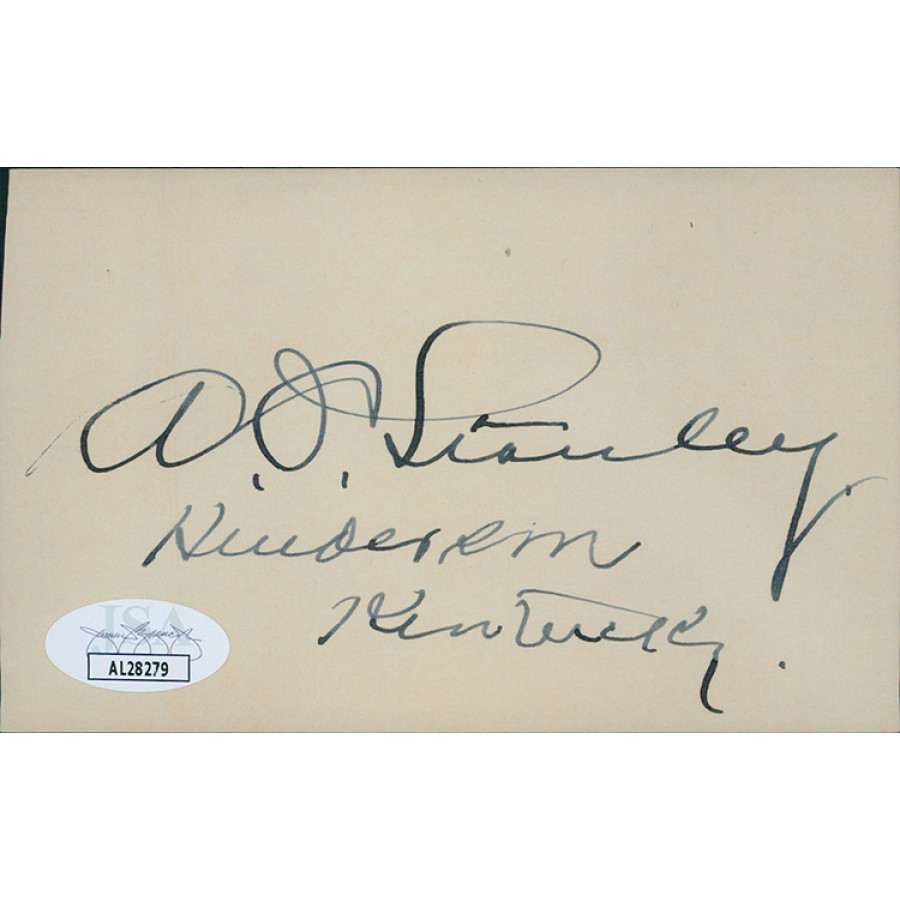 A. O. Stanley
Henderson
Kentucky.
JSA
AL28279